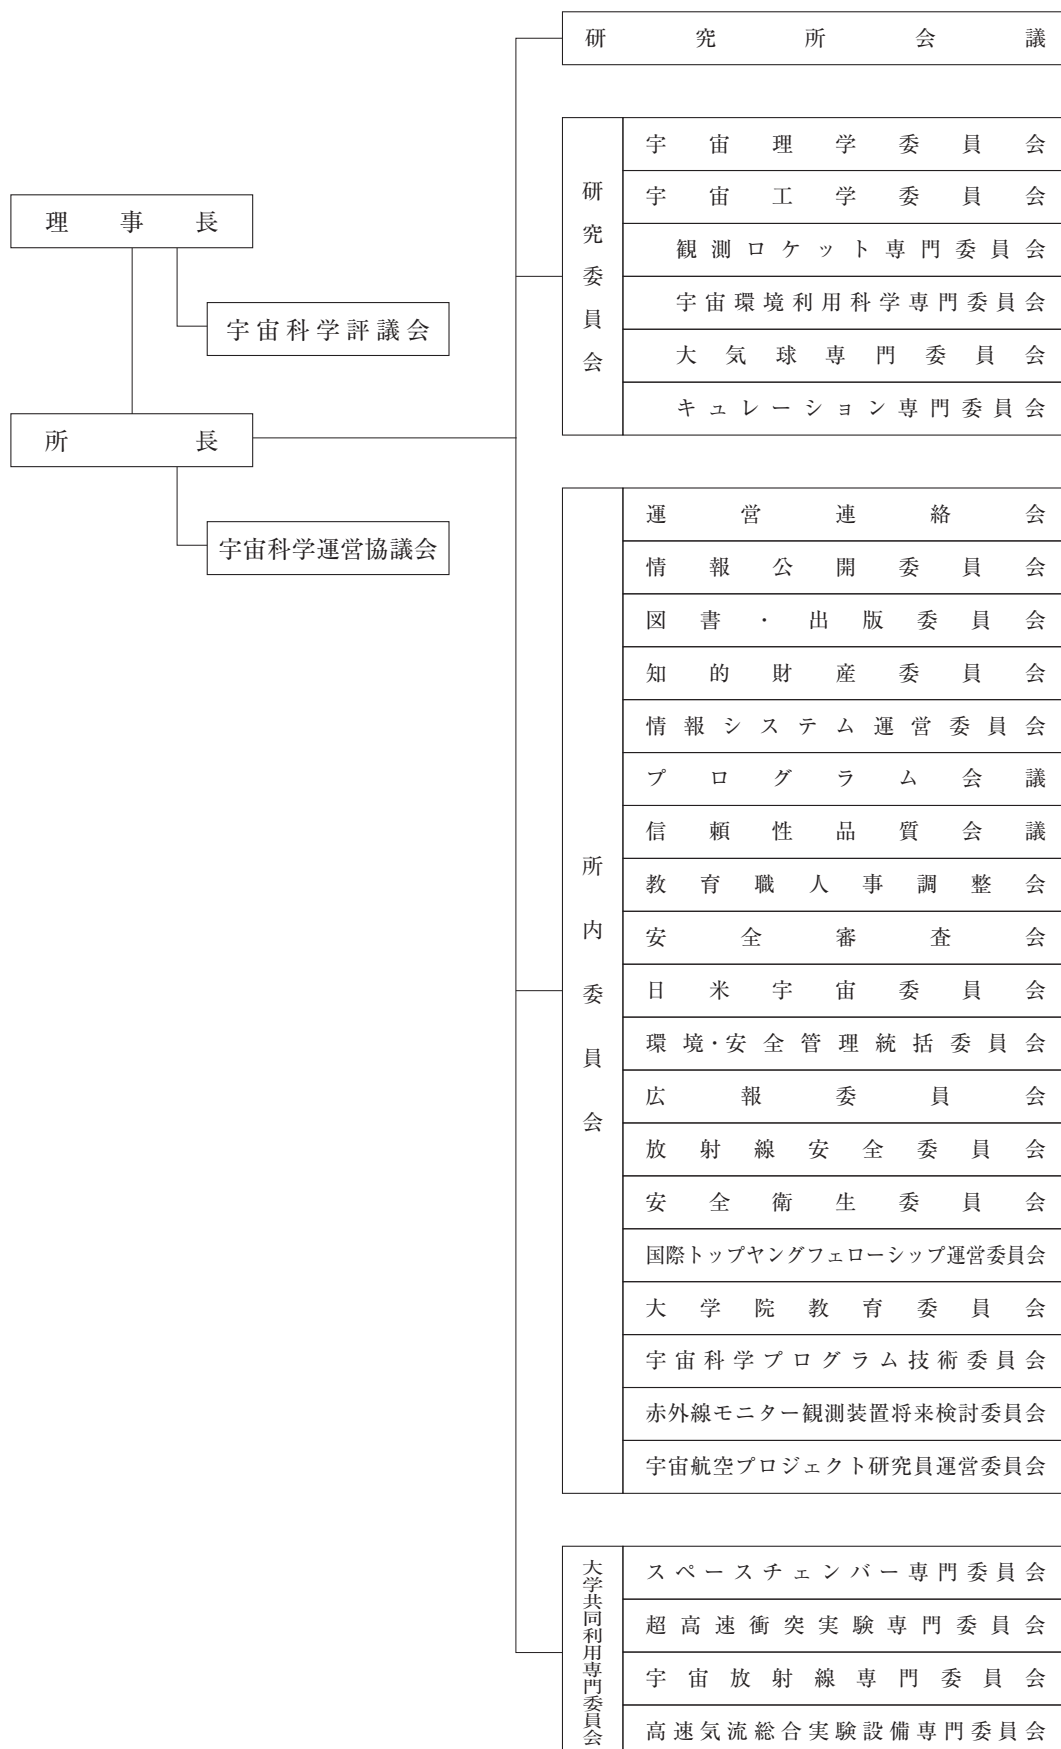 理事長
宇宙科学評議会
所長
宇宙科学運営協議会
研究所会議
研究委員会
宇宙理学委員会
宇宙工学委員会
観測ロケット専門委員会
宇宙環境利用科学専門委員会
大気球専門委員会
キュレーション専門委員会
所内委員会
運営連絡会
情報公開委員会
図書・出版委員会
知的財産委員会
情報システム運営委員会
プログラム会議
信頼性品質会議
教育職人事調整会
安全審査会
日米宇宙委員会
環境・安全管理統括委員会
広報委員会
放射線安全委員会
安全衛生委員会
国際トップヤングフェローシップ運営委員会
大学院教育委員会
宇宙科学プログラム技術委員会
赤外線モニター観測装置将来検討委員会
宇宙航空プロジェクト研究員運営委員会
大学共同利用専門委員会
スペースチェンバー専門委員会
超高速衝突実験専門委員会
宇宙放射線専門委員会
高速気流総合実験設備専門委員会